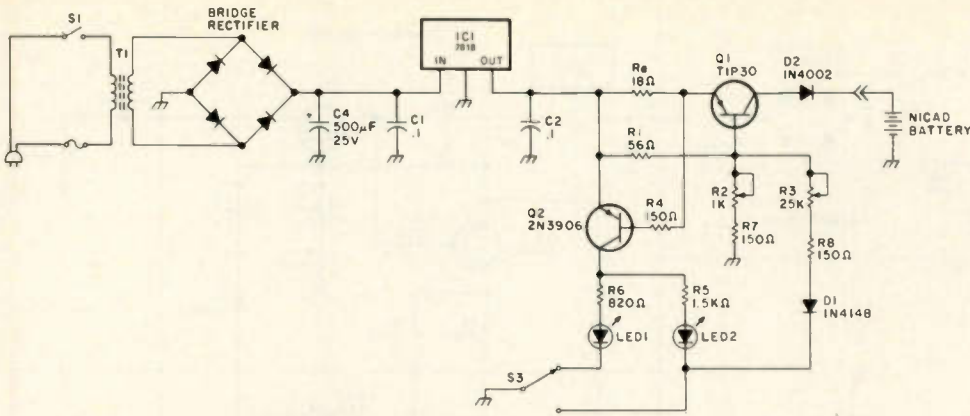 S1
T1
BRIDGE
RECTIFIER
C4
500µF
25V
+
C1
.1
IC1
7818
IN OUT
C2
.1
Re
18Ω
R1
56Ω
Q1
TIP30
D2
1N4002
NICAD
BATTERY
Q2
2N3906
R4
150Ω
R2
1K
R7
150Ω
R3
25K
R8
150Ω
D1
1N4148
R6
820Ω
LED1
R5
1.5KΩ
LED2
S3